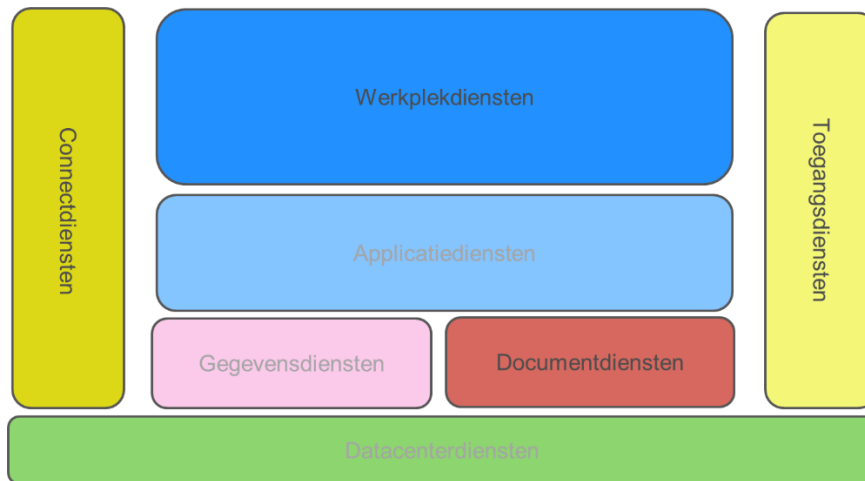 Connectdiensten
Werkplekdiensten
Toegangsdiensten
Applicatiediensten
Gegevensdiensten
Documentdiensten
Datacenterdiensten